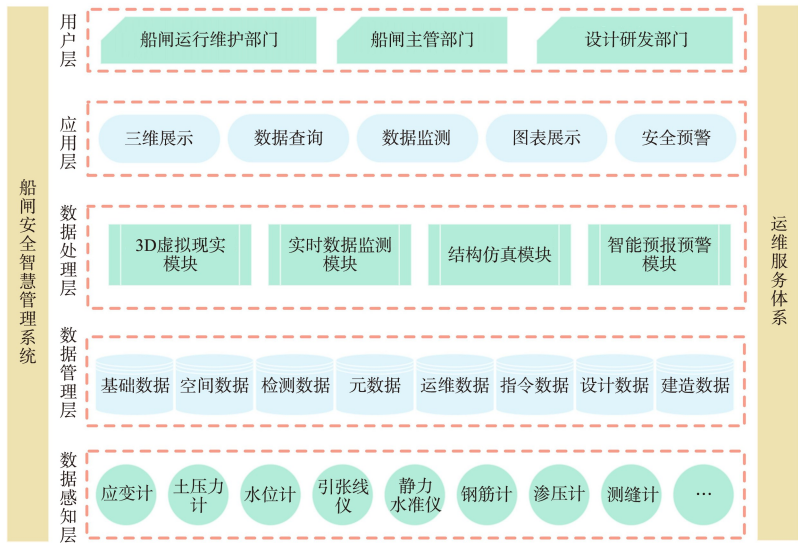 船闸安全智慧管理系统
用户层
船闸运行维护部门
船闸主管部门
设计研发部门
应用层
三维展示
数据查询
数据监测
图表展示
安全预警
数据处理层
3D虚拟现实
模块
实时数据监测
模块
结构仿真模块
智能预报预警
模块
数据管理层
基础数据
空间数据
检测数据
元数据
运维数据
指令数据
设计数据
建造数据
数据感知层
应变计
土压力
计
水位计
引张线
仪
静力
水准仪
钢筋计
渗压计
测缝计
…
运维服务体系